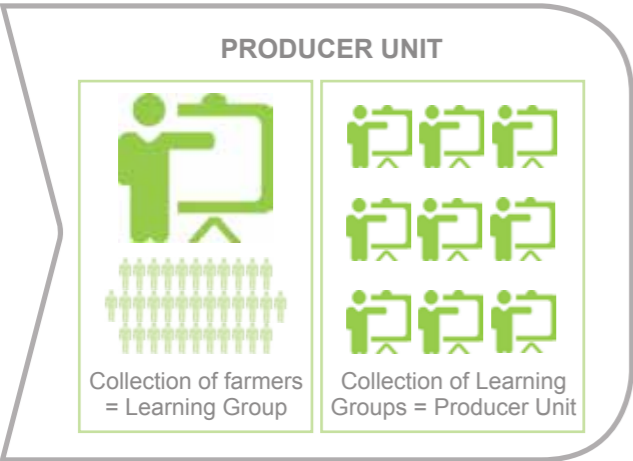 PRODUCER UNIT
Collection of farmers
= Learning Group
Collection of Learning
Groups = Producer Unit